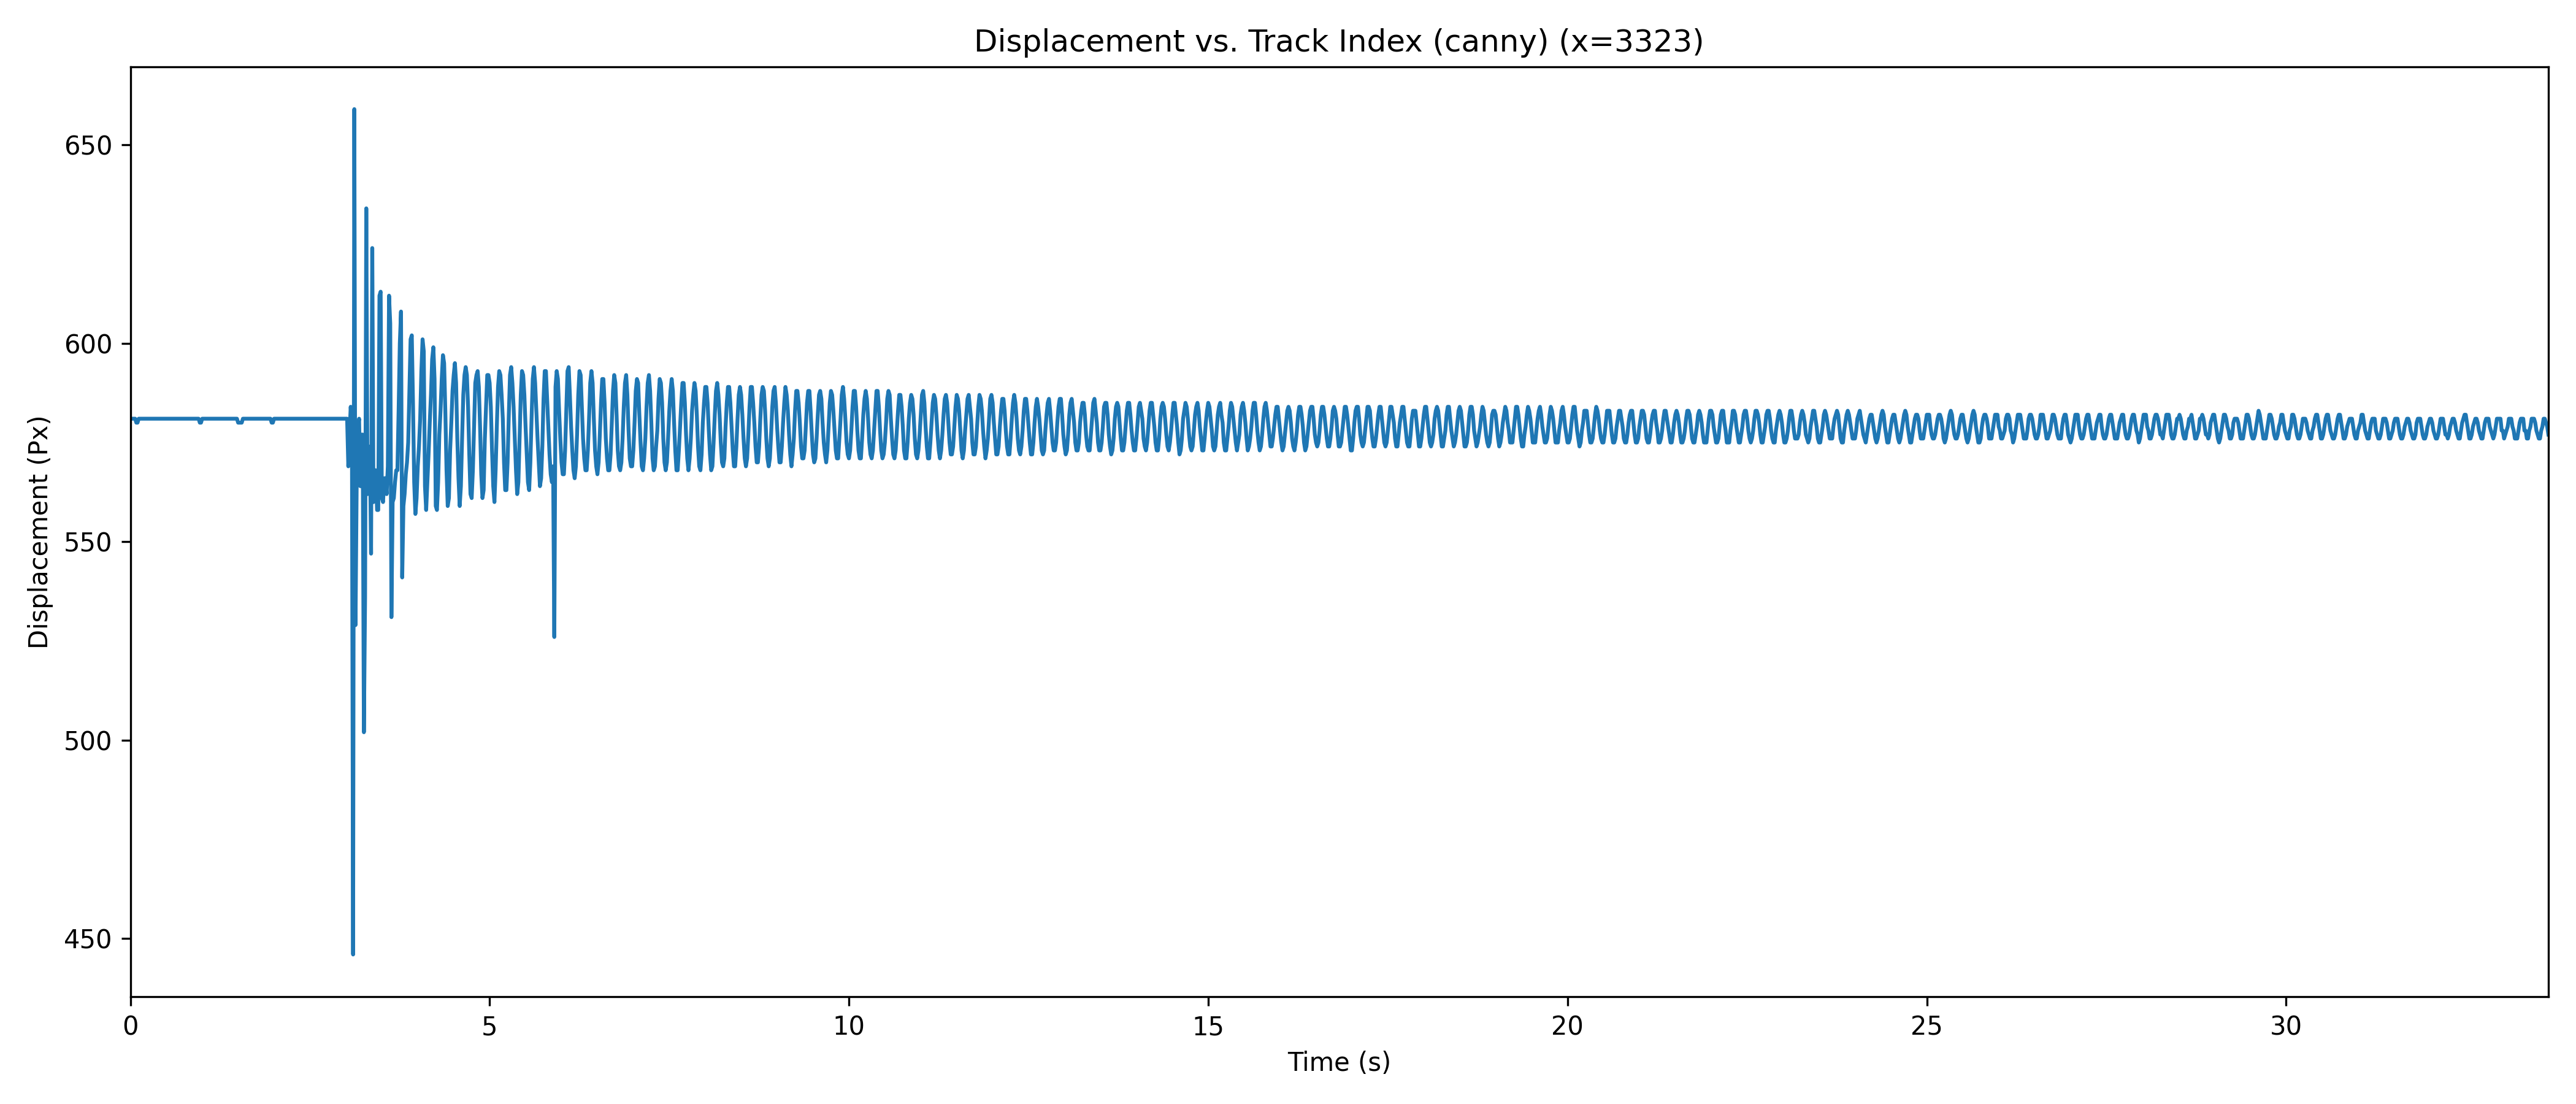 Displacement vs. Track Index (canny) (x=3323)
Displacement (Px)
650
600
550
500
450
0 5 10 15 20 25 30
Time (s)